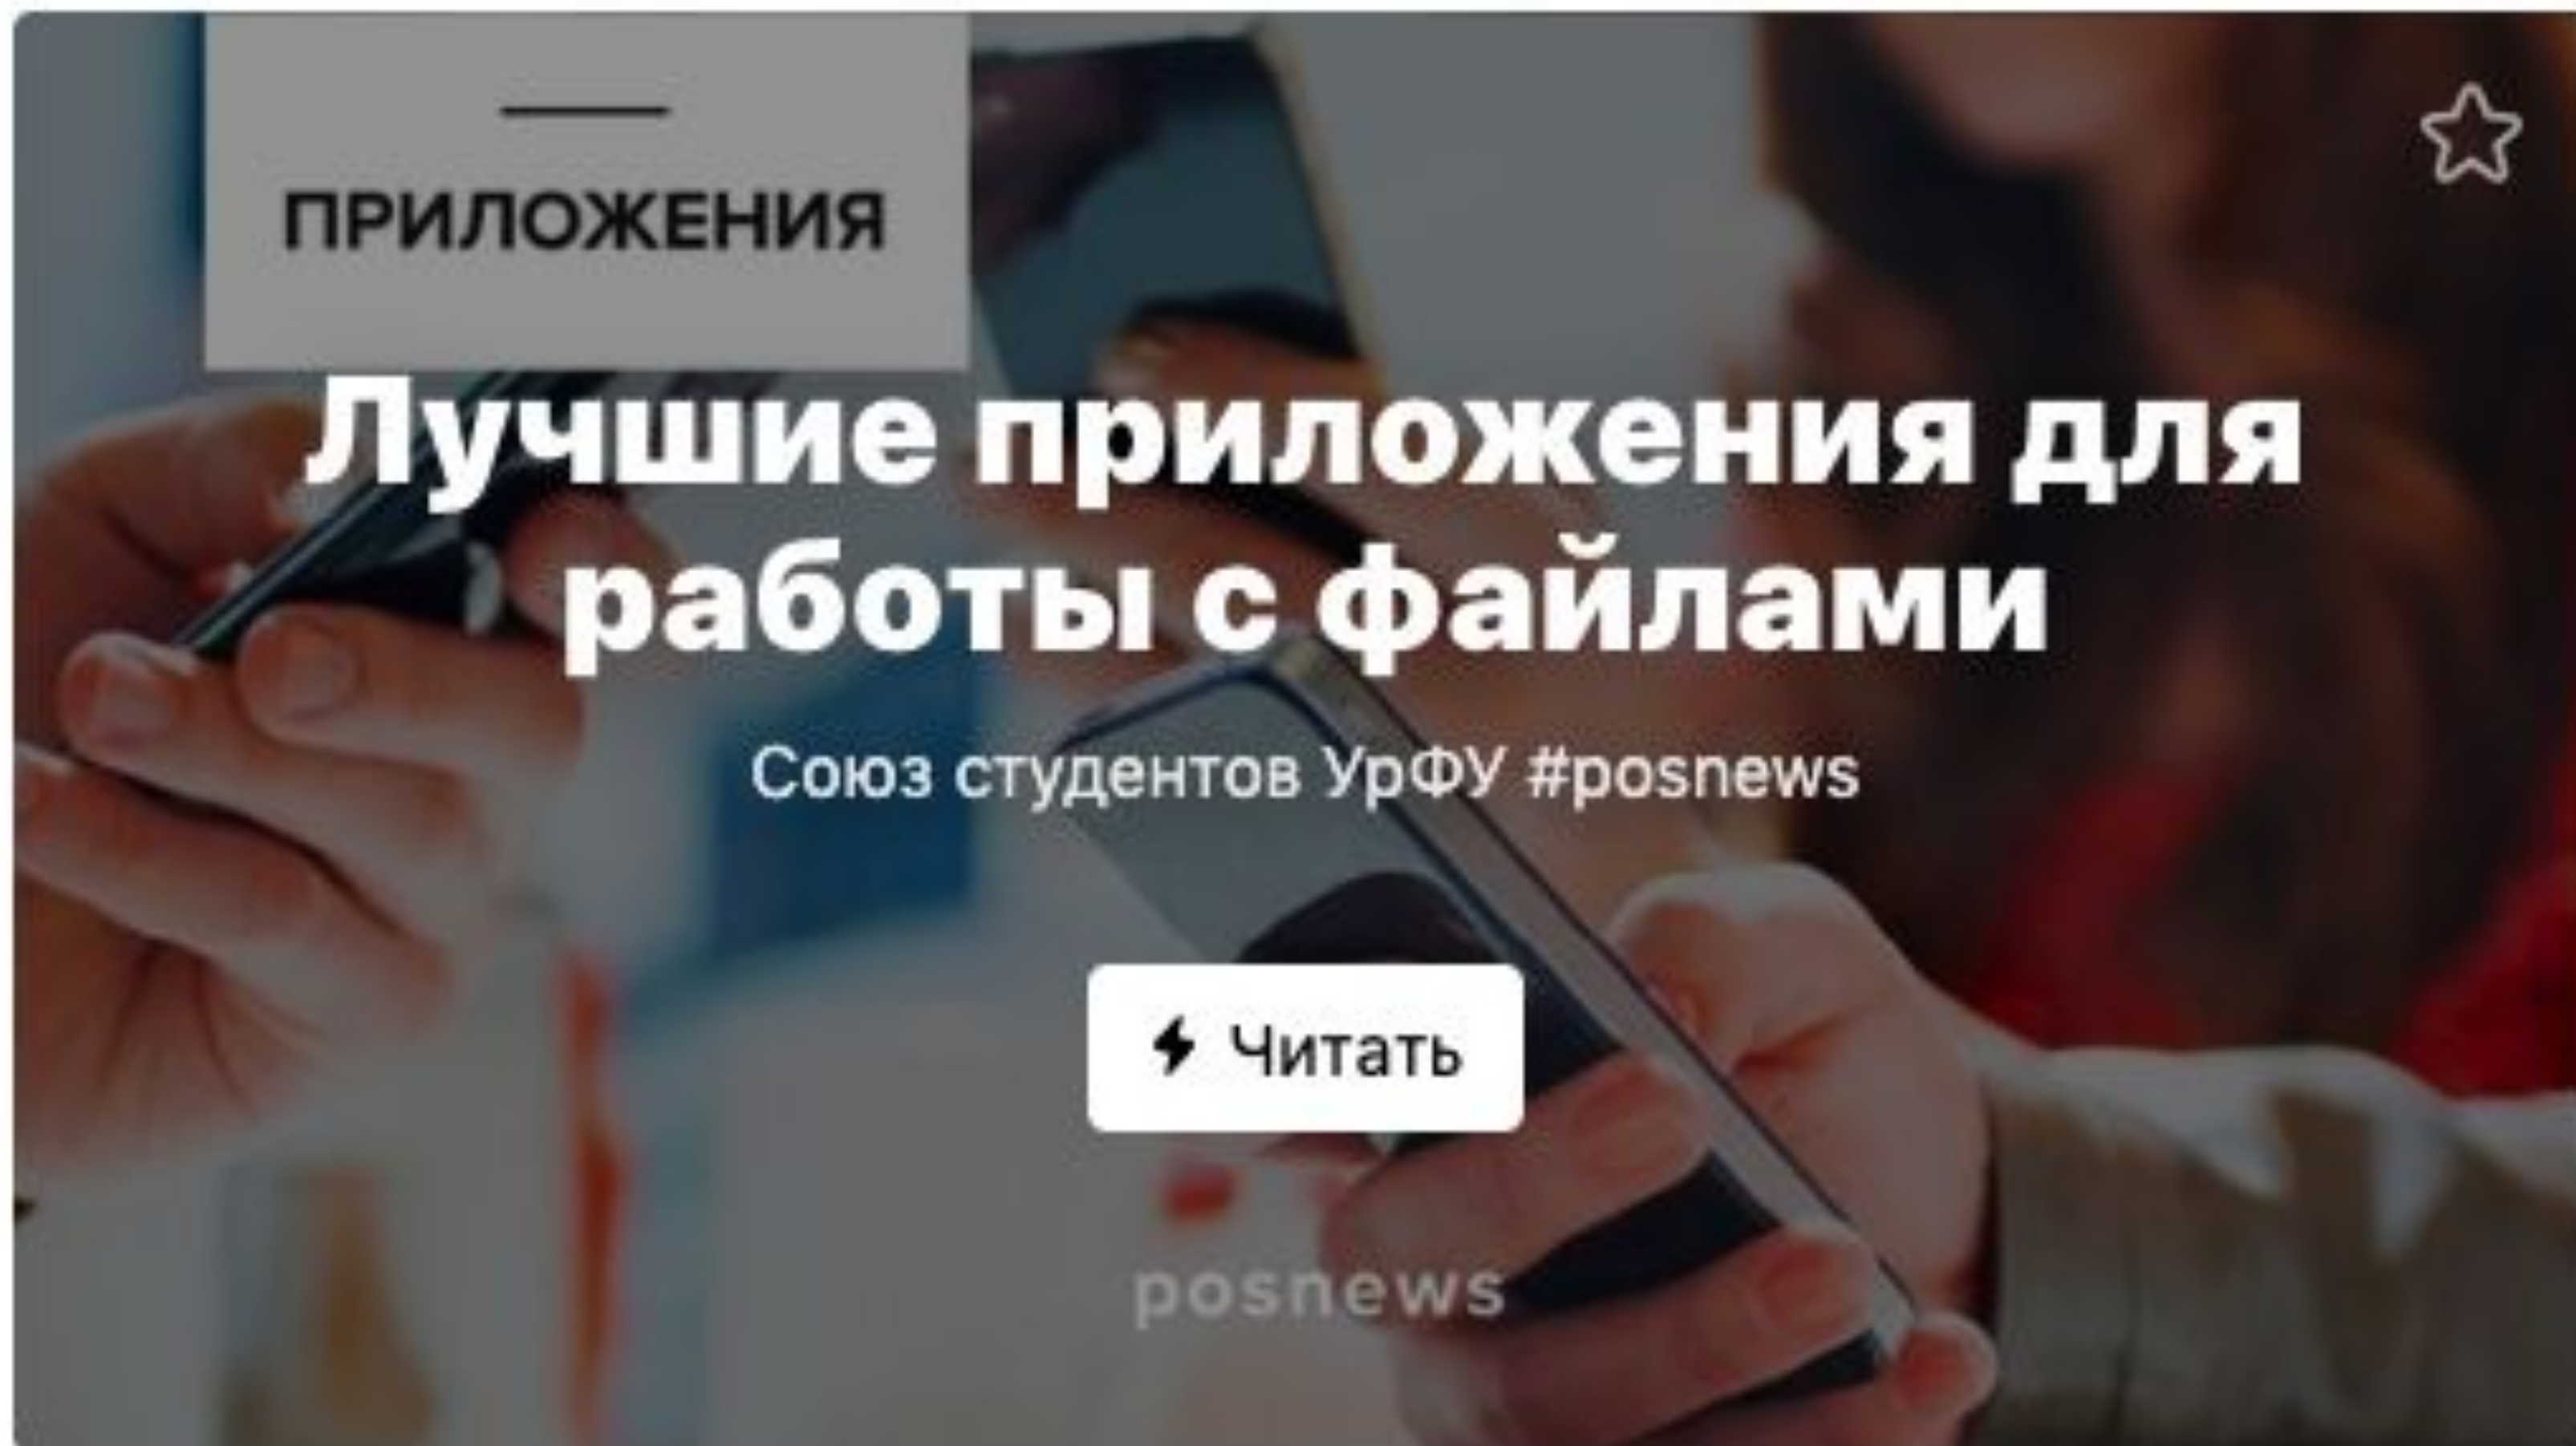 ПРИЛОЖЕНИЯ
Лучшие приложения для
работы с файлами
Союз студентов УрФУ #posnews
Читать
posnews